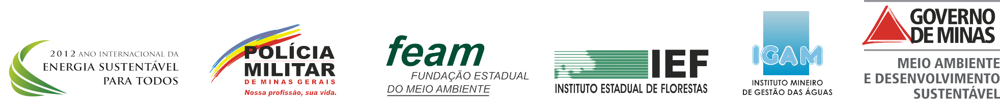 2012 ANO INTERNACIONAL DA
ENERGIA SUSTENTÁVEL
PARA TODOS
POLÍCIA
MILITAR
DE MINAS GERAIS
Nossa profissão, sua vida.
feam
FUNDAÇÃO ESTADUAL
DO MEIO AMBIENTE
IEF
INSTITUTO ESTADUAL DE FLORESTAS
IGAM
INSTITUTO MINEIRO
DE GESTÃO DAS ÁGUAS
GOVERNO
DE MINAS
MEIO AMBIENTE
E DESENVOLVIMENTO
SUSTENTÁVEL